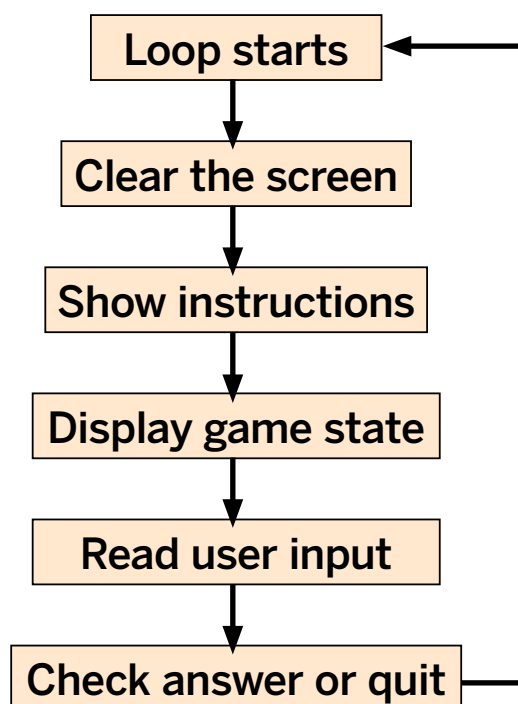 Loop starts
Clear the screen
Show instructions
Display game state
Read user input
Check answer or quit